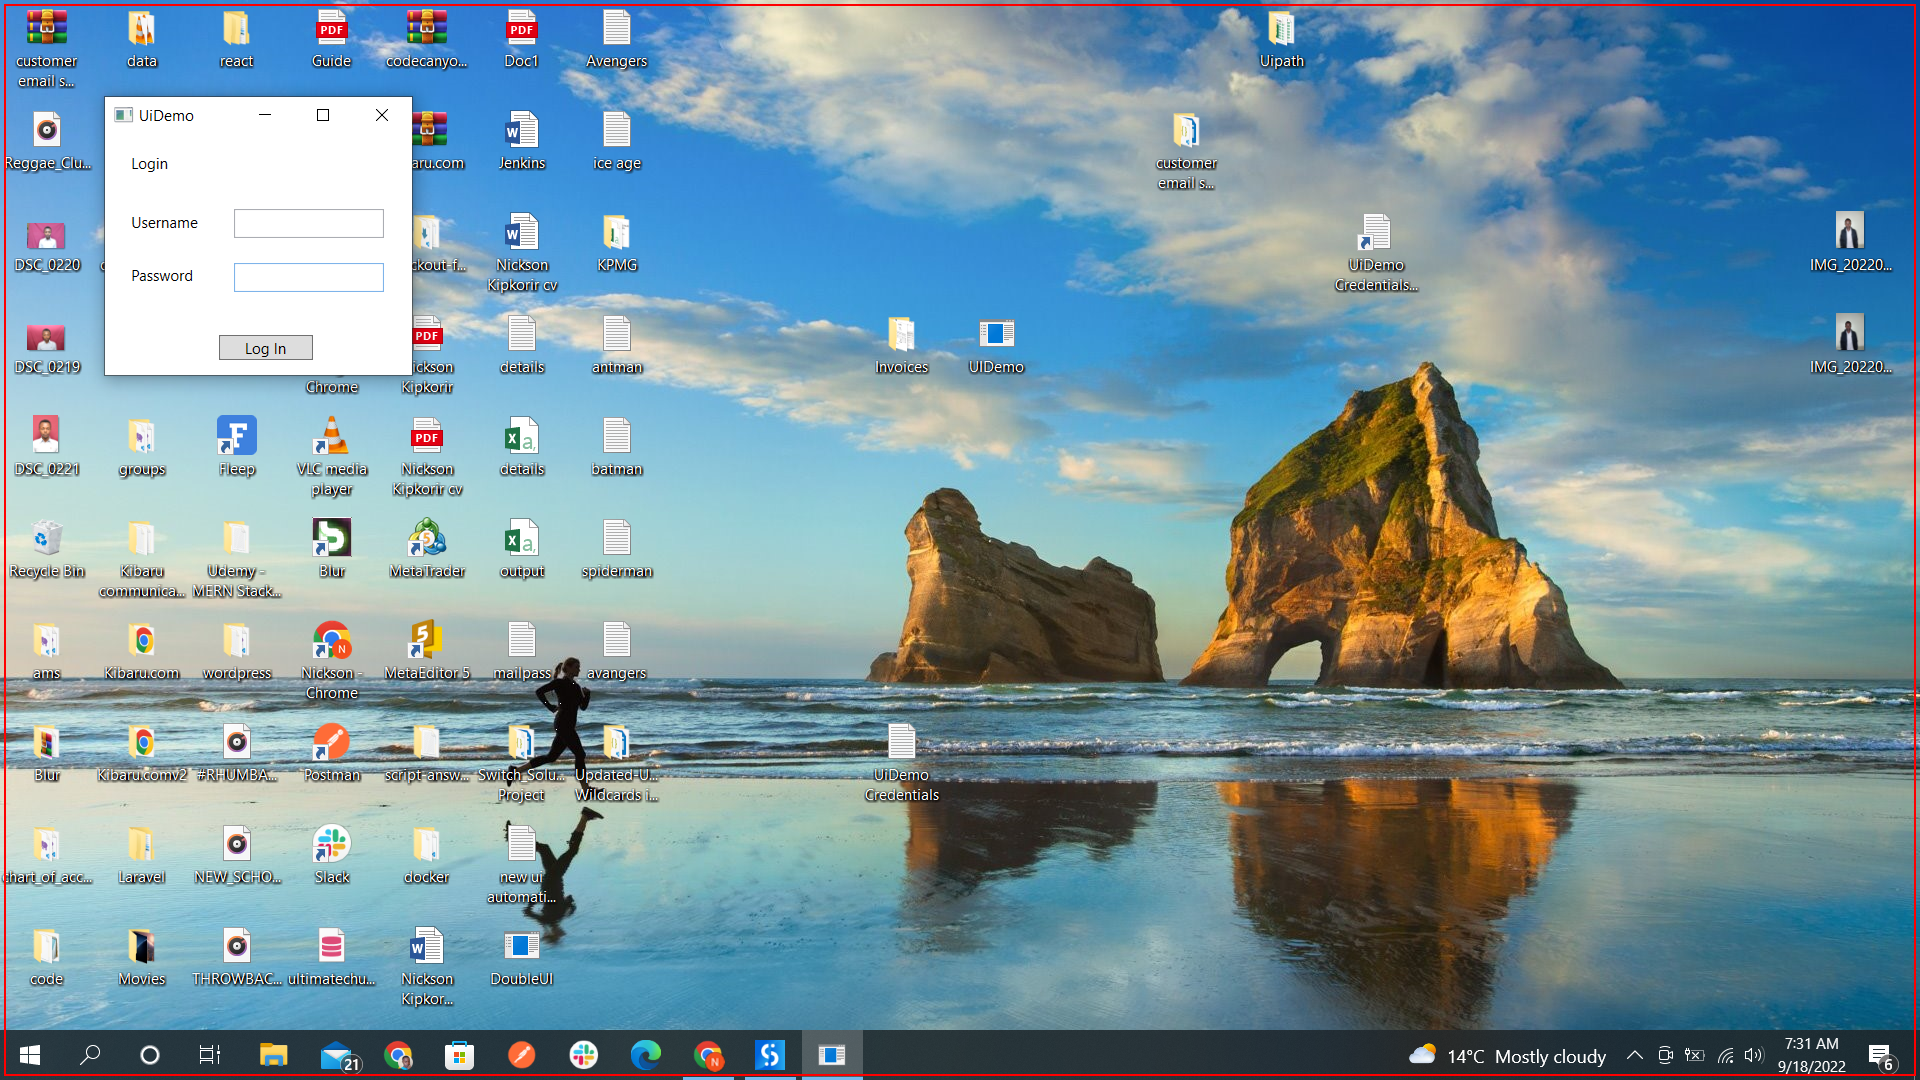 customer
email s...
data
react
Guide
codecanyo...
Doc1
Avengers
Uipath
UiDemo
Login
Username
Password
Log In
Reggae_Clu...
aru.com
Jenkins
ice age
customer
email s...
DSC_0220
ckout-f...
Nickson
Kipkorir cv
KPMG
UiDemo
Credentials...
IMG_20220...
DSC_0219
Chrome
ickson
Kipkorir
details
antman
Invoices
UIDemo
IMG_20220...
DSC_0221
groups
Fleep
VLC media
player
Nickson
Kipkorir cv
details
batman
Recycle Bin
Kibaru
communica...
Udemy -
MERN Stack...
Blur
MetaTrader
output
spiderman
ams
Kibaru.com
wordpress
Nickson -
Chrome
MetaEditor 5
mailpass
avangers
Blur
Kibaru.comv2
#RHUMBA...
Postman
script-answ...
Switch_Solu...
Project
Updated-U...
Wildcards i...
UiDemo
Credentials
chart_of_acc...
Laravel
NEW_SCHO...
Slack
docker
new ui
automati...
code
Movies
THROWBAC...
ultimatechu...
Nickson
Kipkor...
DoubleUI
21
14°C Mostly cloudy
7:31 AM
9/18/2022
6